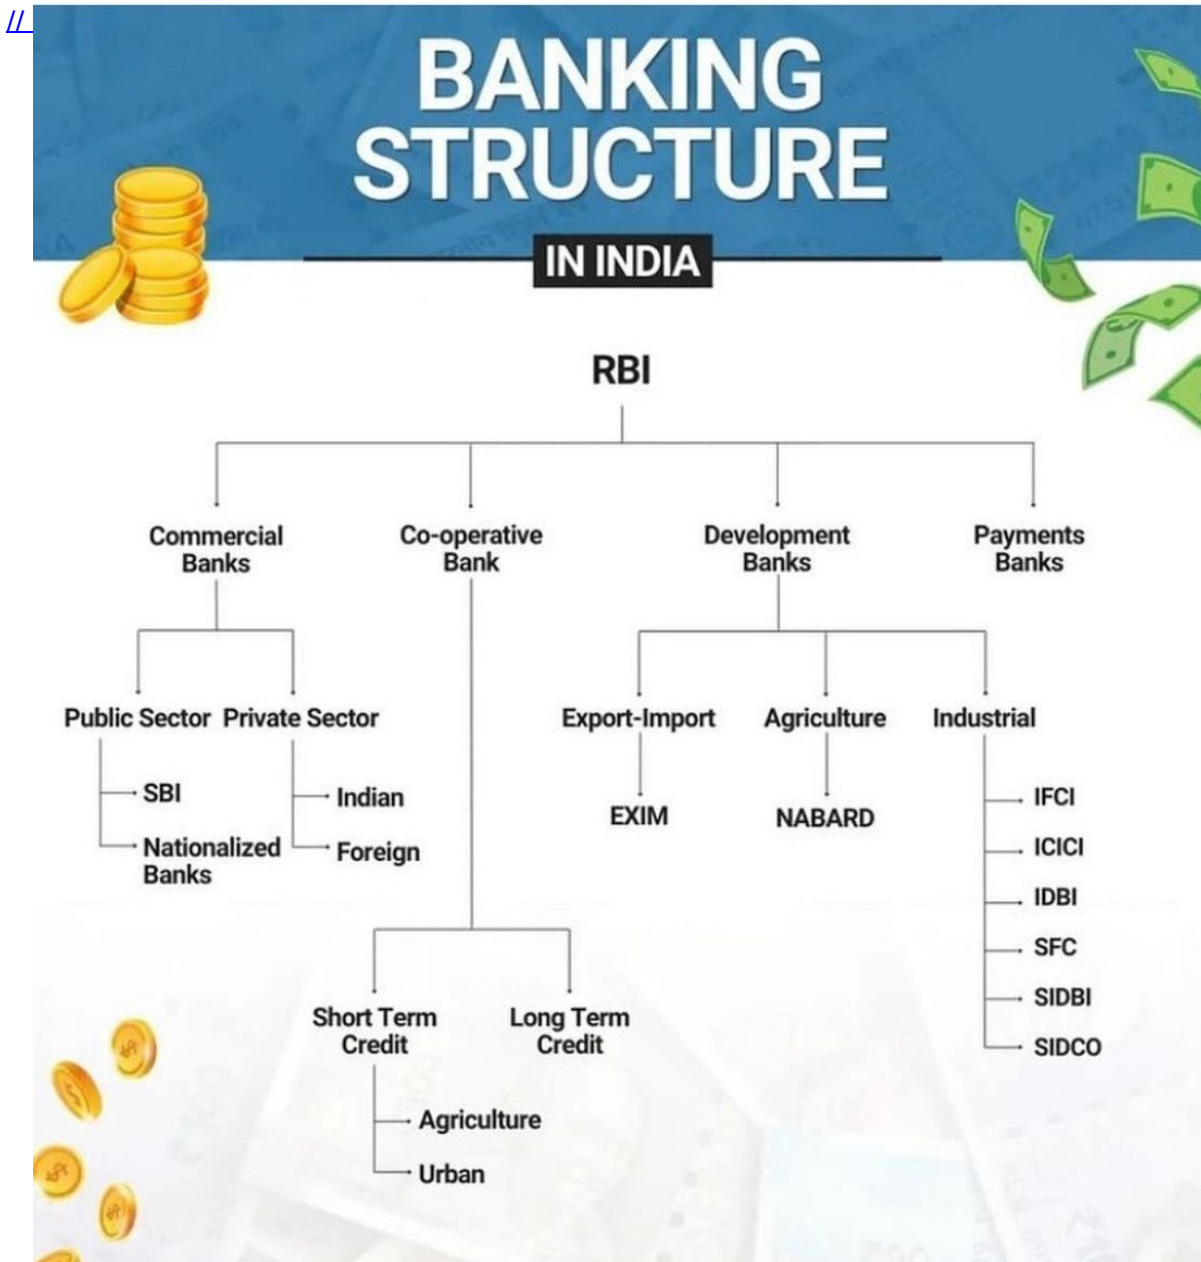 //
BANKING
STRUCTURE
IN INDIA
RBI
Commercial
Banks
Co-operative
Bank
Development
Banks
Payments
Banks
Public Sector
Private Sector
Export-Import
Agriculture
Industrial
SBI
Nationalized
Banks
Indian
Foreign
EXIM
NABARD
IFCI
ICICI
IDBI
SFC
SIDBI
SIDCO
Short Term
Credit
Long Term
Credit
Agriculture
Urban